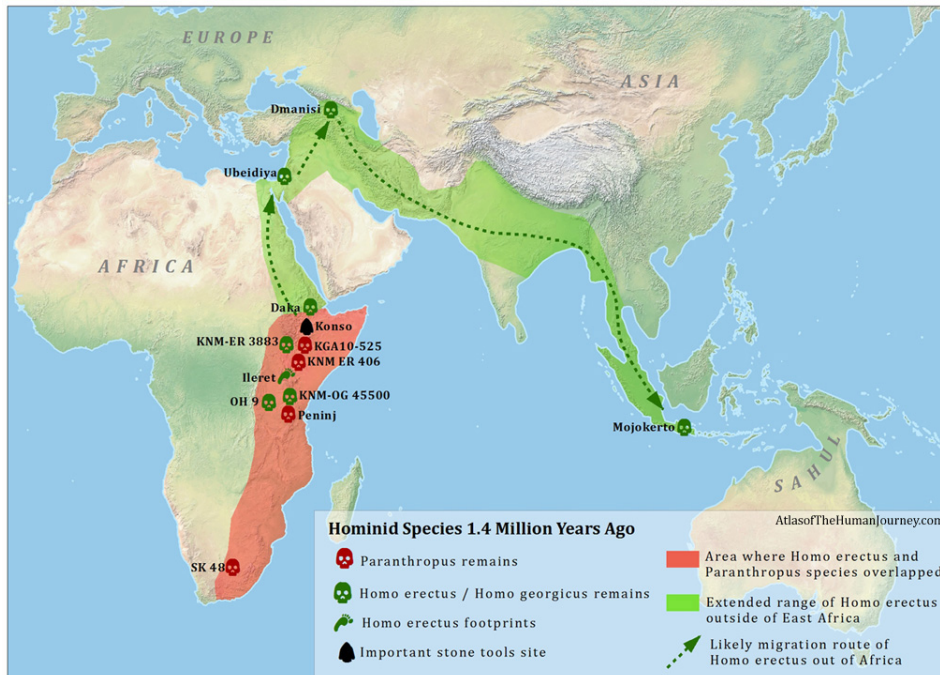 EUROPE
ASIA
Dmanisi
Ubeidiya
AFRICA
Daka
Konso
KNM-ER 3883
KGA10-525
KNM ER 406
Ileret
KNM-OG 45500
OH 9
Peninj
Mojokerto
SAHUL
SK 48
AtlasofTheHumanJourney.com
Hominid Species 1.4 Million Years Ago
Paranthropus remains
Homo erectus / Homo georgicus remains
Homo erectus footprints
Important stone tools site
Area where Homo erectus and
Paranthropus species overlapped
Extended range of Homo erectus
outside of East Africa
Likely migration route of
Homo erectus out of Africa